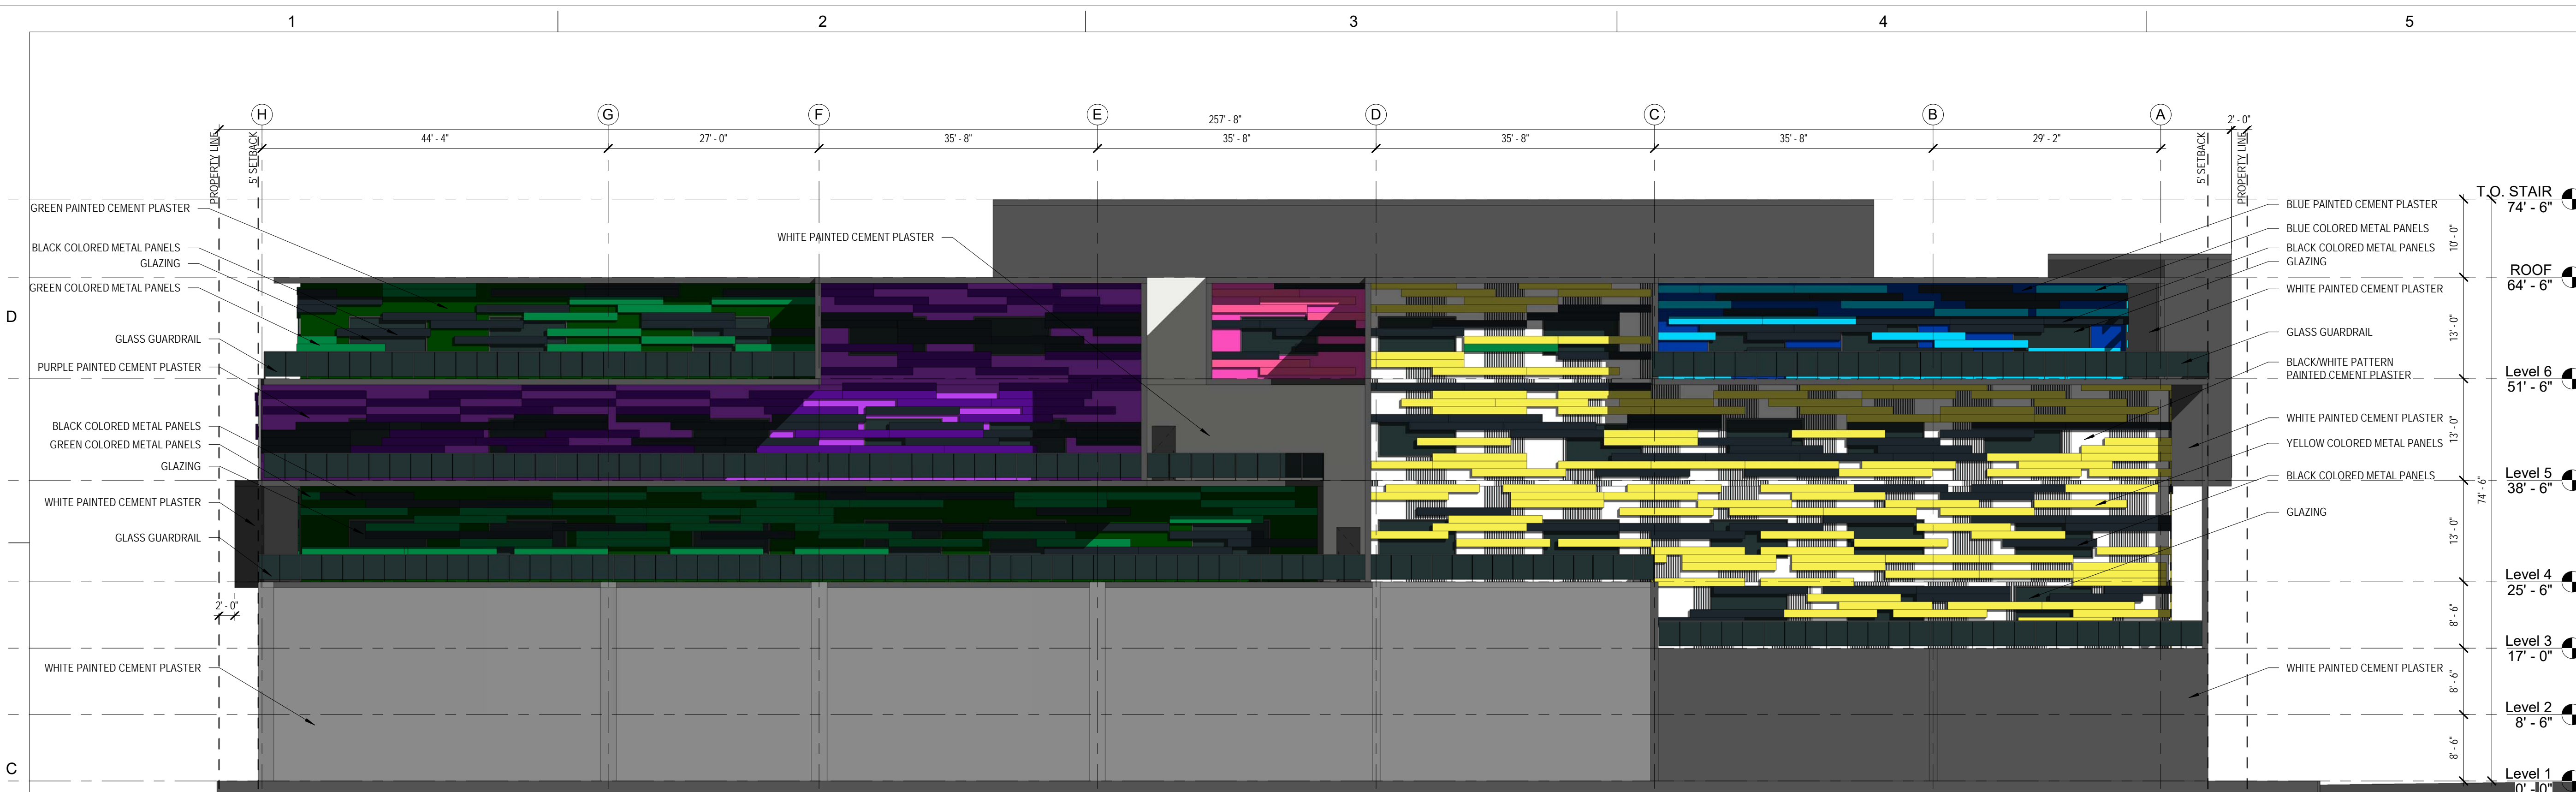 1 2 3 4 5
H G F E D C B A
257' - 8"
2' - 0"
44' - 4" 27' - 0" 35' - 8" 35' - 8" 35' - 8" 35' - 8" 29' - 2"
PROPERTY LINE
5' SETBACK
5' SETBACK
PROPERTY LINE
GREEN PAINTED CEMENT PLASTER
BLACK COLORED METAL PANELS
GLAZING
GREEN COLORED METAL PANELS
GLASS GUARDRAIL
PURPLE PAINTED CEMENT PLASTER
BLACK COLORED METAL PANELS
GREEN COLORED METAL PANELS
GLAZING
WHITE PAINTED CEMENT PLASTER
GLASS GUARDRAIL
2' - 0"
WHITE PAINTED CEMENT PLASTER
WHITE PAINTED CEMENT PLASTER
BLUE PAINTED CEMENT PLASTER
BLUE COLORED METAL PANELS
BLACK COLORED METAL PANELS
GLAZING
WHITE PAINTED CEMENT PLASTER
GLASS GUARDRAIL
BLACK/WHITE PATTERN
PAINTED CEMENT PLASTER
WHITE PAINTED CEMENT PLASTER
YELLOW COLORED METAL PANELS
BLACK COLORED METAL PANELS
GLAZING
WHITE PAINTED CEMENT PLASTER
10' - 0"
13' - 0"
13' - 0"
13' - 0"
8' - 6"
8' - 6"
8' - 6"
74' - 6"
T.O. STAIR
74' - 6"
ROOF
64' - 6"
Level 6
51' - 6"
Level 5
38' - 6"
Level 4
25' - 6"
Level 3
17' - 0"
Level 2
8' - 6"
Level 1
0' - 0"
D
C